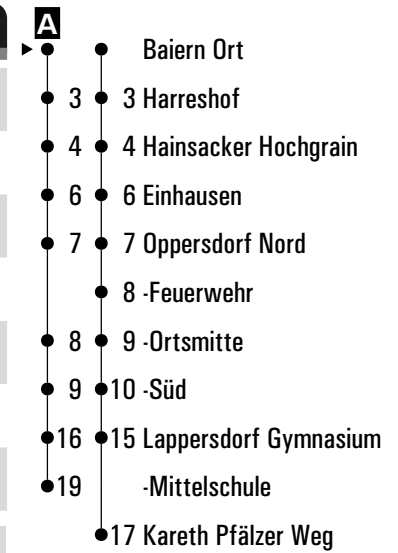 A
Baiern Ort
3 3 Harreshof
4 4 Hainsacker Hochgrain
6 6 Einhausen
7 7 Oppersdorf Nord
8 -Feuerwehr
8 9 -Ortsmitte
9 10 -Süd
16 15 Lappersdorf Gymnasium
19 -Mittelschule
17 Kareth Pfälzer Weg